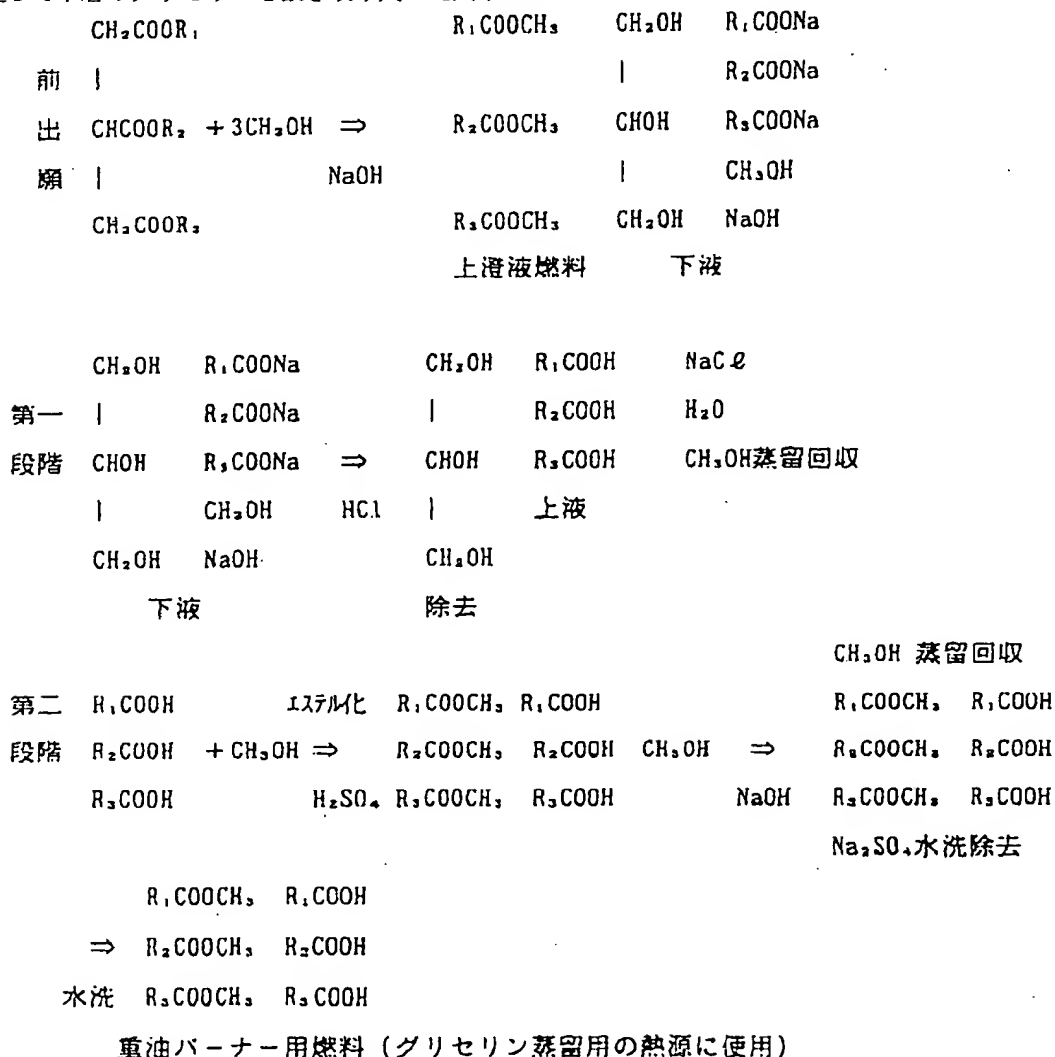 CH₂COOR₁ R₁COOCH₃ CH₂OH R₁COONa
前 | | R₂COONa
出 CHCOOR₂ +3CH₃OH ⇒ R₂COOCH₃ CHOH R₃COONa
願 | NaOH | CH₃OH
CH₂COOR₃ R₃COOCH₃ CH₂OH NaOH
上澄液燃料 下液
CH₂OH R₁COONa CH₂OH R₁COOH NaCℓ
第一 | R₂COONa | R₂COOH H₂O
段階 CHOH R₃COONa ⇒ CHOH R₃COOH CH₃OH蒸留回収
| CH₃OH HCl | 上液
CH₂OH NaOH CH₂OH
下液 除去
CH₃OH 蒸留回収
第二 R₁COOH エステル化 R₁COOCH₃ R₁COOH R₁COOCH₃ R₁COOH
段階 R₂COOH +CH₃OH ⇒ R₂COOCH₃ R₂COOH CH₃OH ⇒ R₂COOCH₃ R₂COOH
R₃COOH H₂SO₄ R₃COOCH₃ R₃COOH NaOH R₃COOCH₃ R₃COOH
Na₂SO₄水洗除去
R₁COOCH₃ R₁COOH
⇒ R₂COOCH₃ R₂COOH
水洗 R₃COOCH₃ R₃COOH
重油バーナー用燃料（グリセリン蒸留用の熱源に使用）